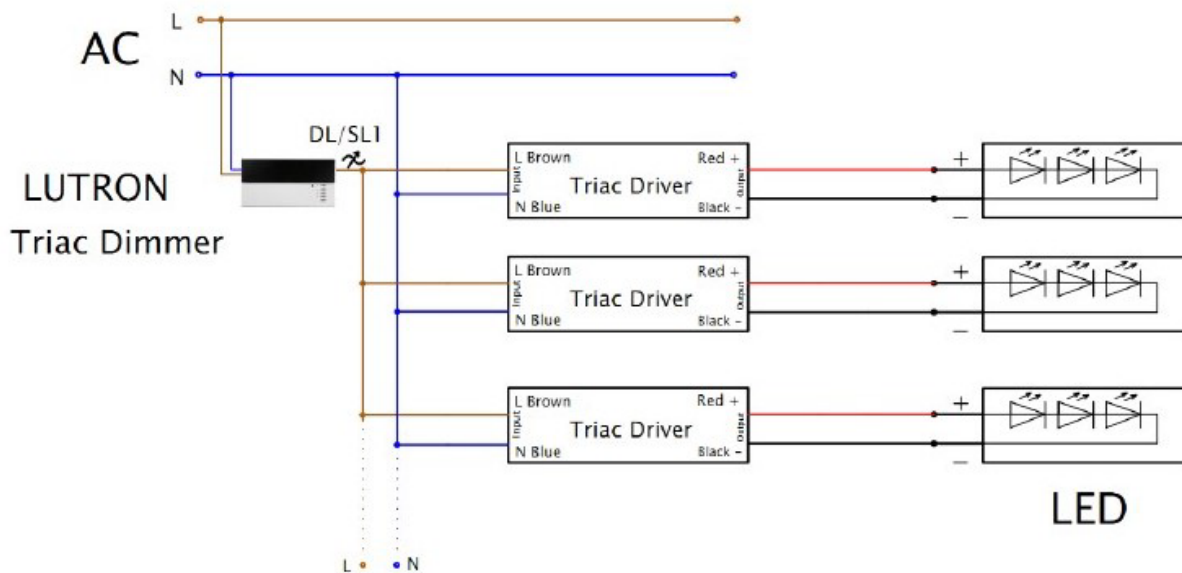 L
AC
N
DL/SL1
LUTRON
Triac Dimmer
L Brown
Red +
Input
Triac Driver
Output
N Blue
Black -
+
−
L Brown
Red +
Input
Triac Driver
Output
N Blue
Black -
+
−
L Brown
Red +
Input
Triac Driver
Output
N Blue
Black -
+
−
LED
L
N